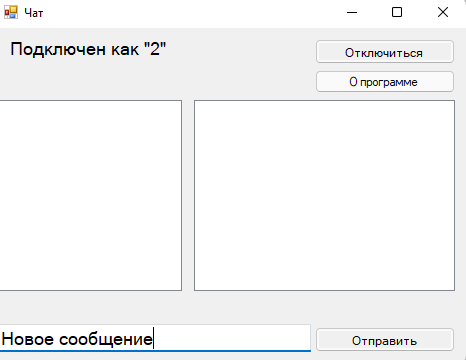 Чат
Подключен как "2"
Отключиться
О программе
Новое сообщение
Отправить